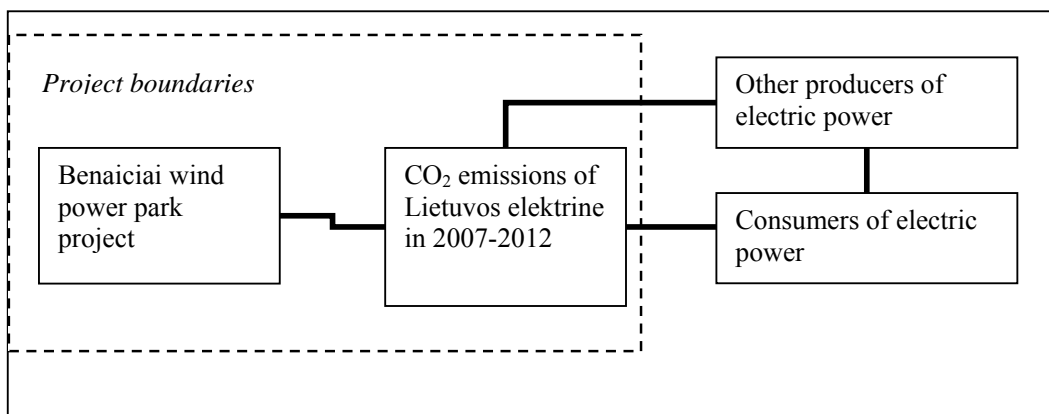 Project boundaries
Benaiciai wind
power park
project
CO₂ emissions of
Lietuvos elektrine
in 2007-2012
Other producers of
electric power
Consumers of electric
power